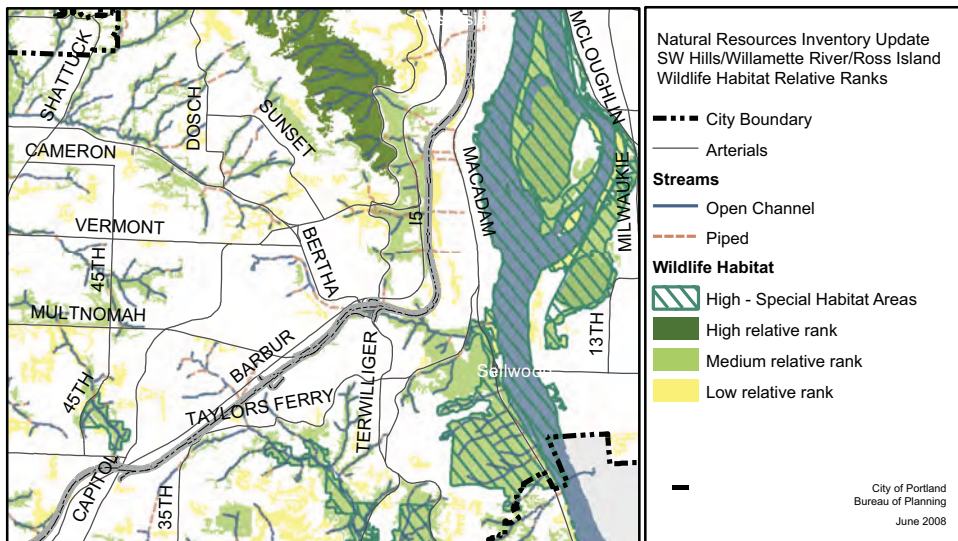 SHATTUCK
DOSCH
SUNSET
CAMERON
VERMONT
45TH
BERTHA
I5
MACADAM
MCLOUGHLIN
MILWAUKIE
MULTNOMAH
BARBUR
13TH
Sellwood
45TH
TAYLORS FERRY
TERWILLIGER
CAPITOL
35TH
Natural Resources Inventory Update
SW Hills/Willamette River/Ross Island
Wildlife Habitat Relative Ranks
City Boundary
Arterials
Streams
Open Channel
Piped
Wildlife Habitat
High - Special Habitat Areas
High relative rank
Medium relative rank
Low relative rank
City of Portland
Bureau of Planning
June 2008